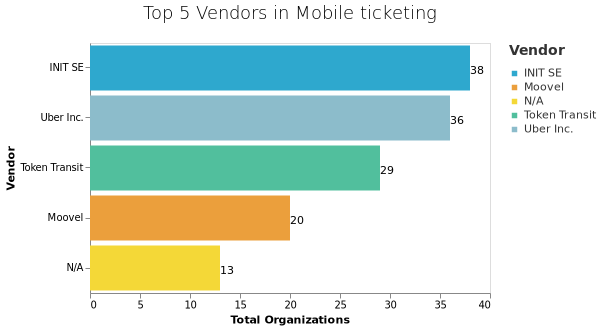 Top 5 Vendors in Mobile ticketing
Vendor
INIT SE
Uber Inc.
Token Transit
Moovel
N/A
38
36
29
20
13
0 5 10 15 20 25 30 35 40
Total Organizations
Vendor
INIT SE
Moovel
N/A
Token Transit
Uber Inc.